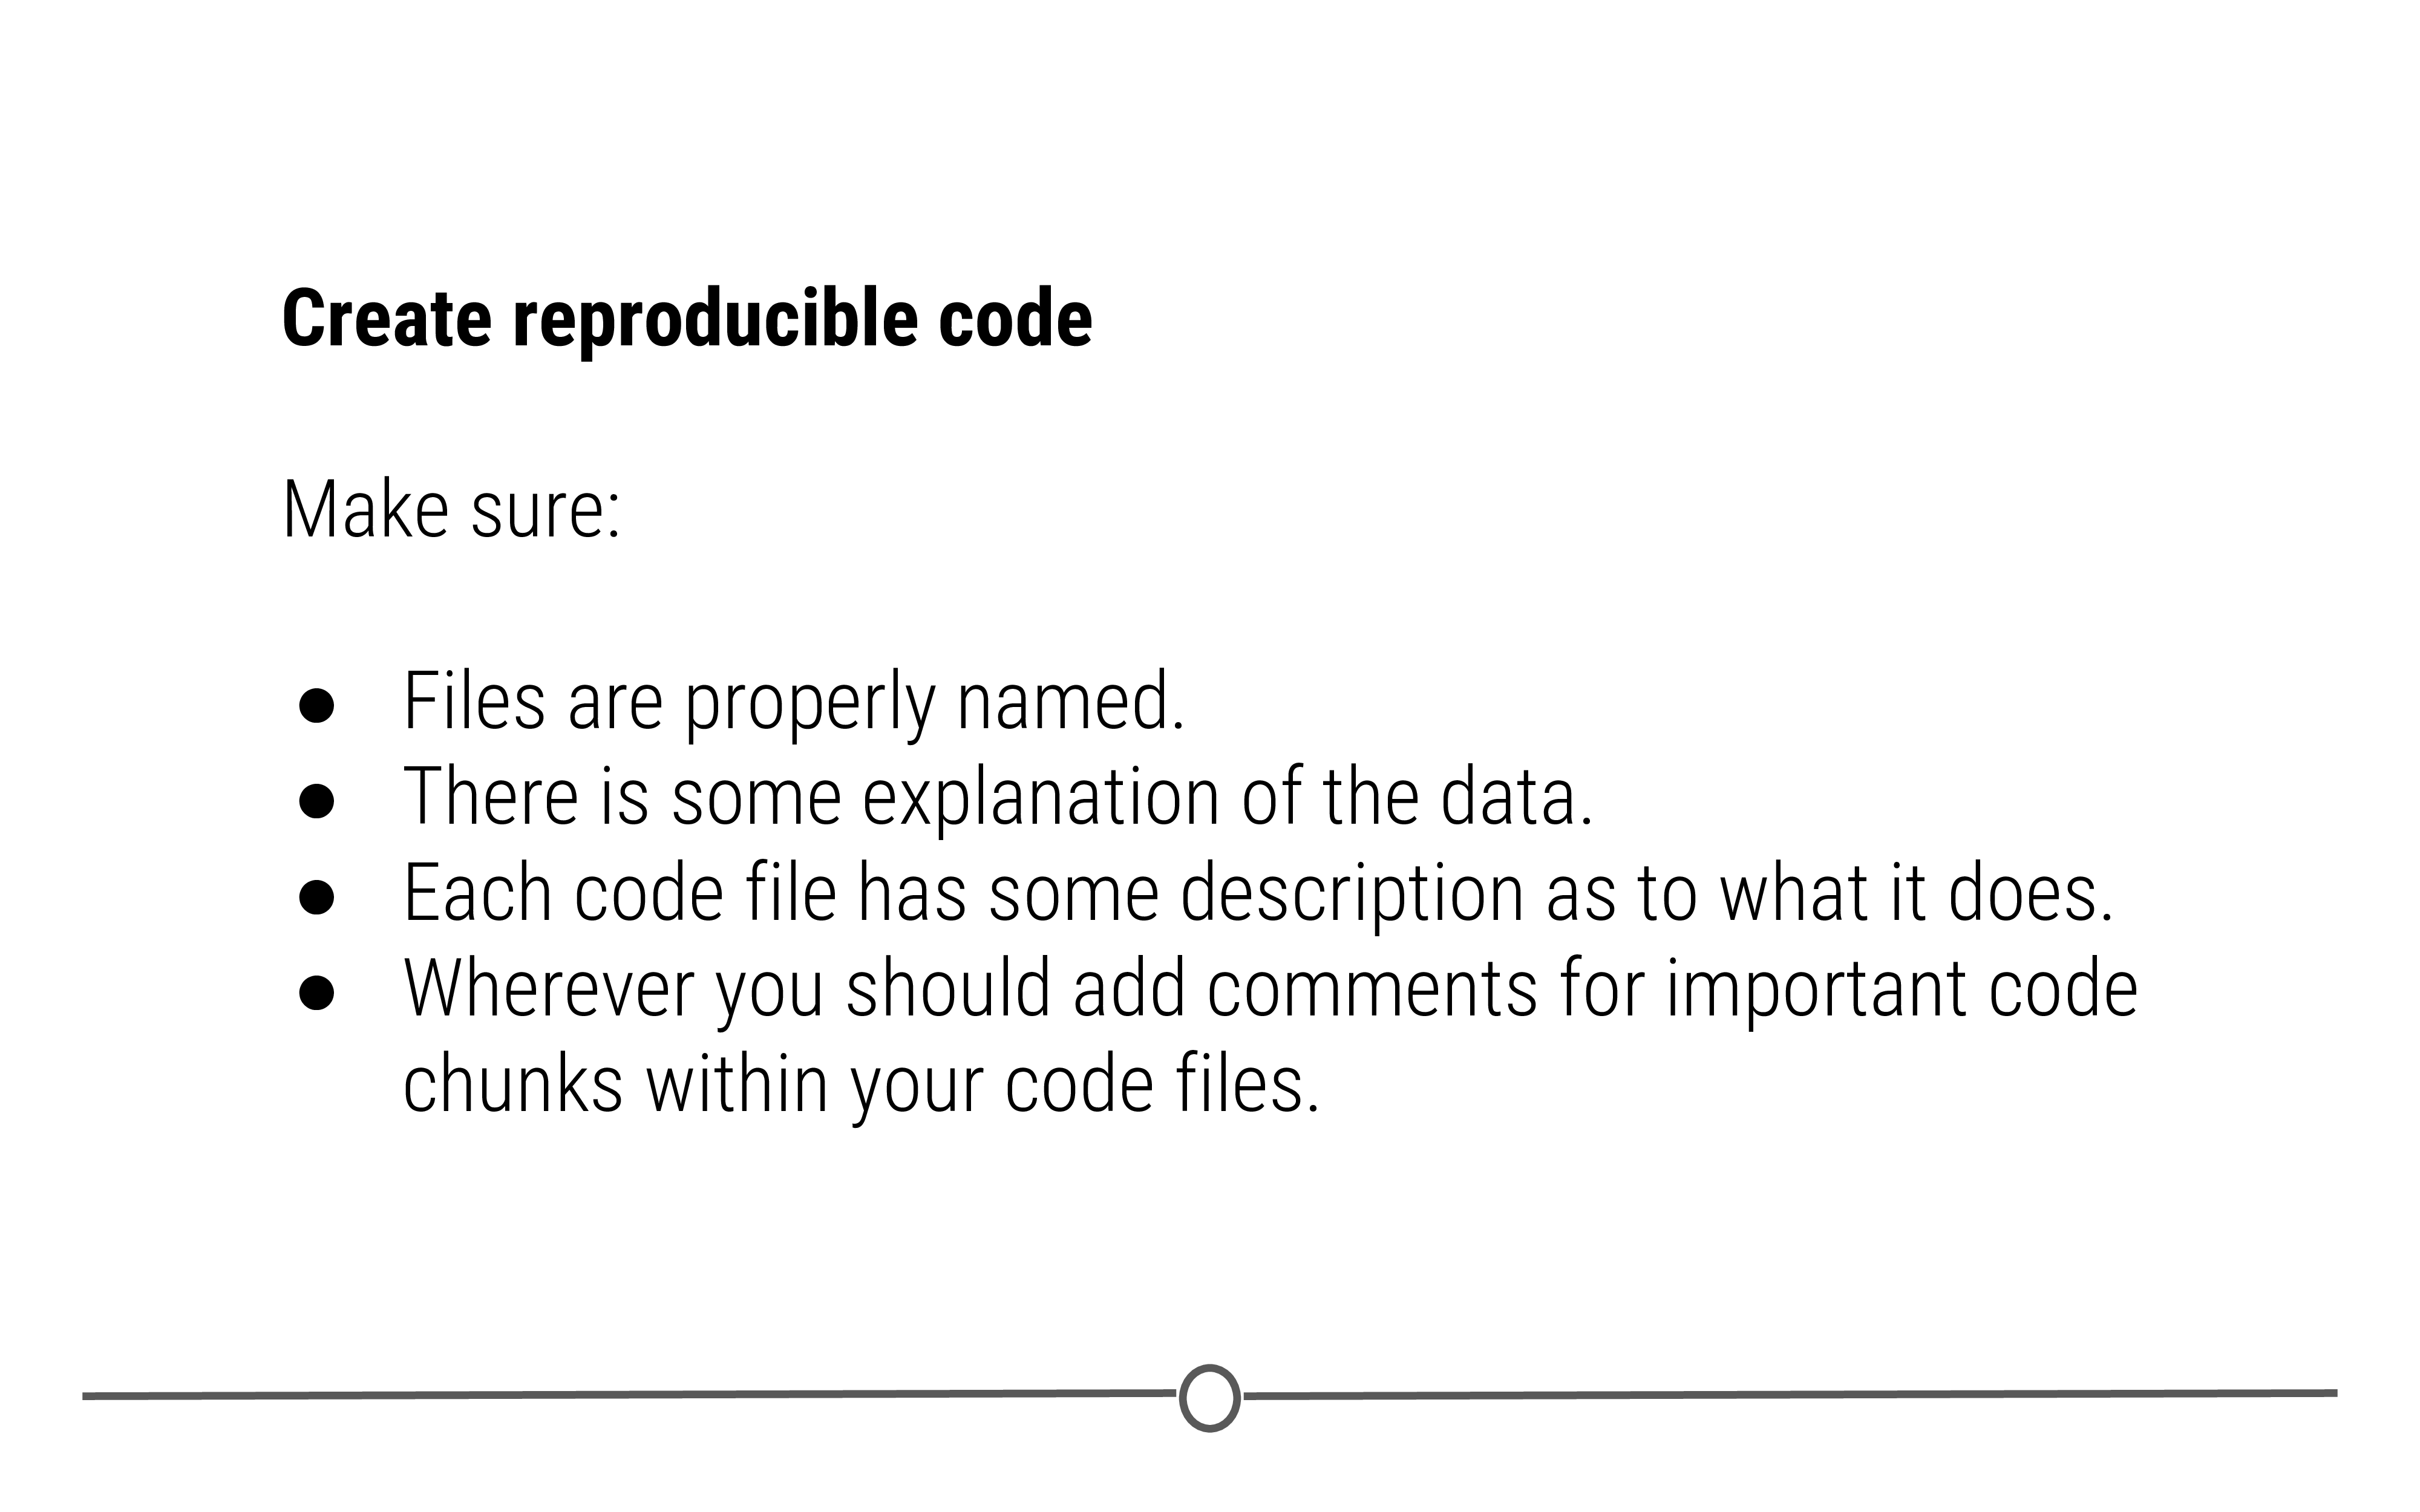 Create reproducible code
Make sure:
● Files are properly named.
● There is some explanation of the data.
● Each code file has some description as to what it does.
● Wherever you should add comments for important code
chunks within your code files.